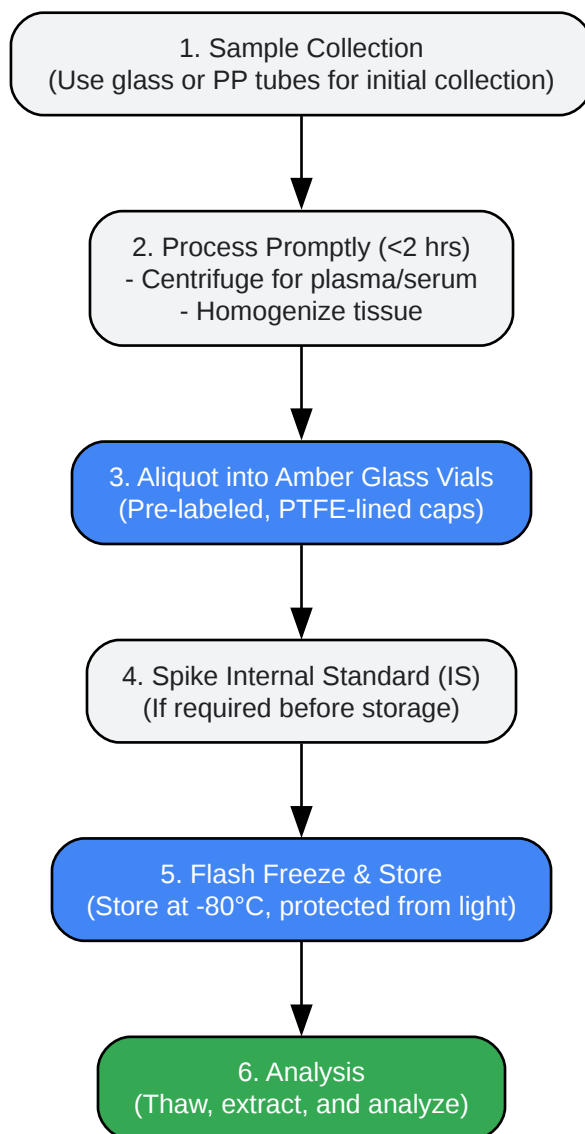 1. Sample Collection
(Use glass or PP tubes for initial collection)
2. Process Promptly (<2 hrs)
- Centrifuge for plasma/serum
- Homogenize tissue
3. Aliquot into Amber Glass Vials
(Pre-labeled, PTFE-lined caps)
4. Spike Internal Standard (IS)
(If required before storage)
5. Flash Freeze & Store
(Store at -80°C, protected from light)
6. Analysis
(Thaw, extract, and analyze)